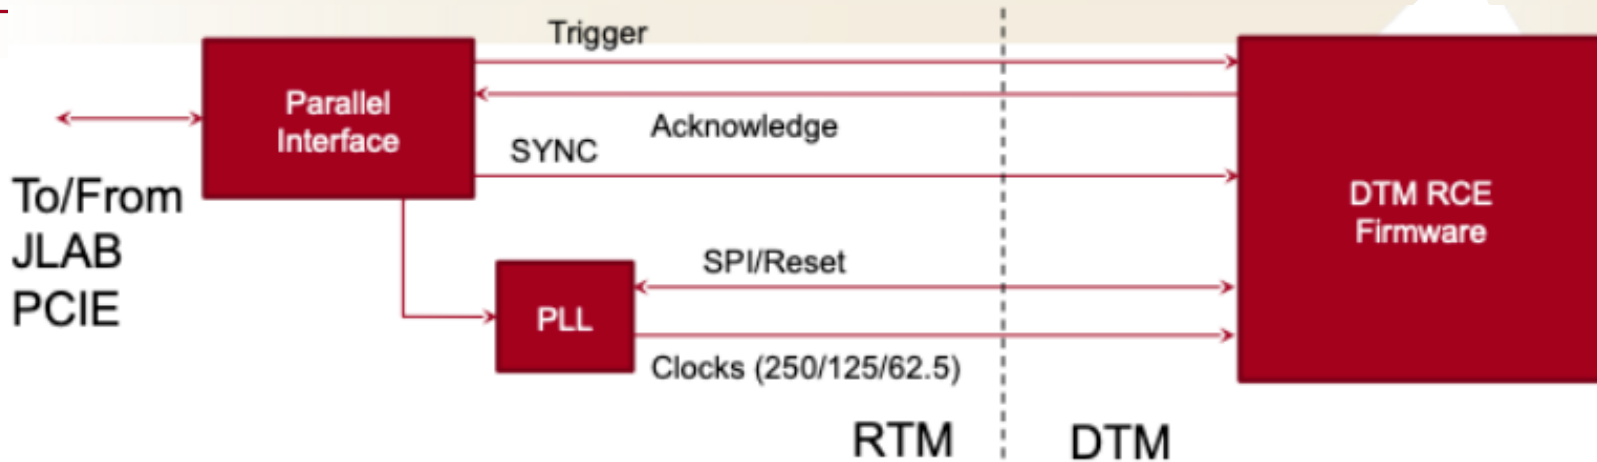 Trigger
Parallel
Interface
Acknowledge
SYNC
To/From
JLAB
PCIE
DTM RCE
Firmware
SPI/Reset
PLL
Clocks (250/125/62.5)
RTM
DTM